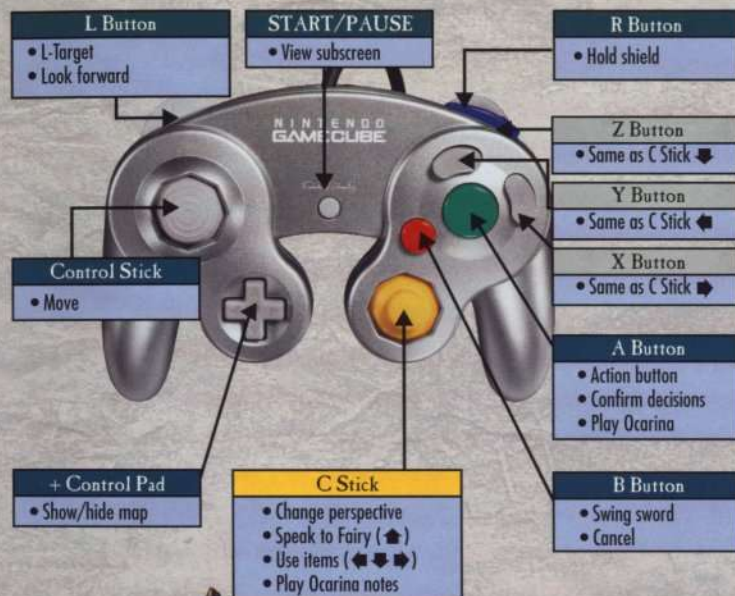 L Button
• L-Target
• Look forward
START/PAUSE
• View subscreen
R Button
• Hold shield
NINTENDO
GAMECUBE
Z Button
• Same as C Stick 🡇
Y Button
• Same as C Stick 🡄
X Button
• Same as C Stick 🡆
Control Stick
• Move
A Button
• Action button
• Confirm decisions
• Play Ocarina
+ Control Pad
• Show/hide map
C Stick
• Change perspective
• Speak to Fairy (🡅)
• Use items (🡄 🡇 🡆)
• Play Ocarina notes
B Button
• Swing sword
• Cancel